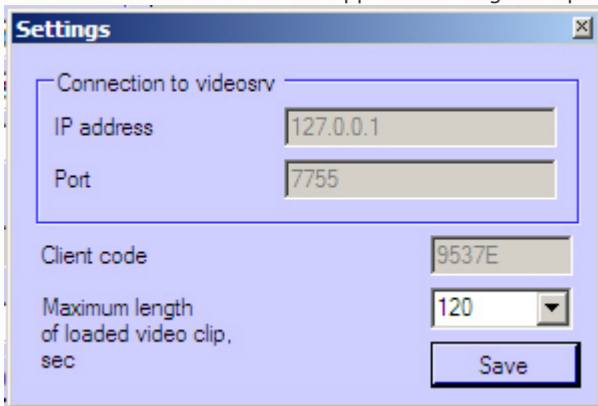 Settings
Connection to videosrv
IP address 127.0.0.1
Port 7755
Client code 9537E
Maximum length
of loaded video clip,
sec
120
Save